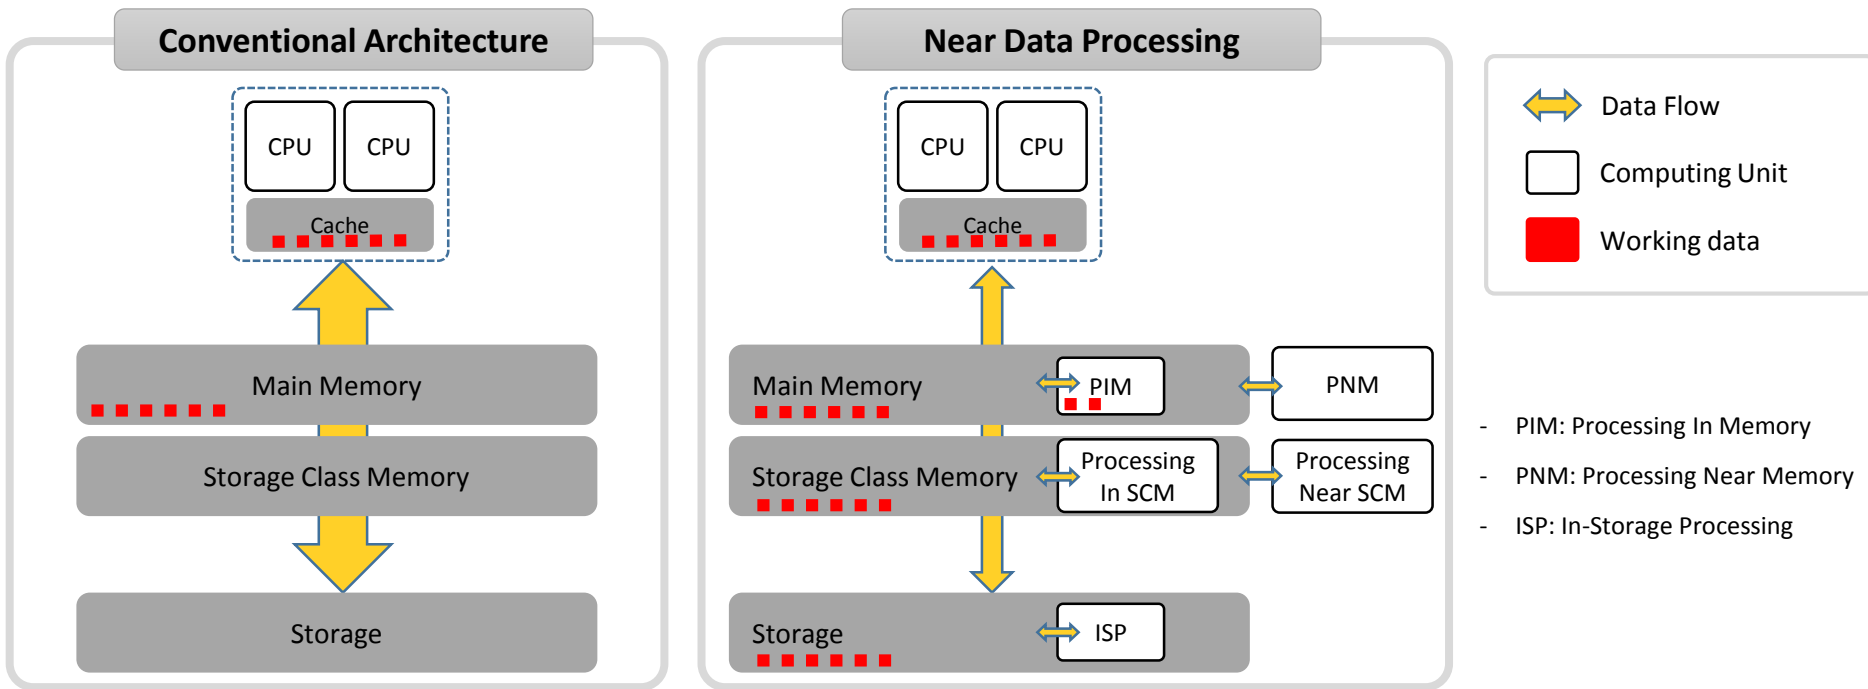 Conventional Architecture
CPU
CPU
Cache
Main Memory
Storage Class Memory
Storage
Near Data Processing
CPU
CPU
Cache
Main Memory
PIM
PNM
Storage Class Memory
Processing
In SCM
Processing
Near SCM
Storage
ISP
Data Flow
Computing Unit
Working data
- PIM: Processing In Memory
- PNM: Processing Near Memory
- ISP: In-Storage Processing